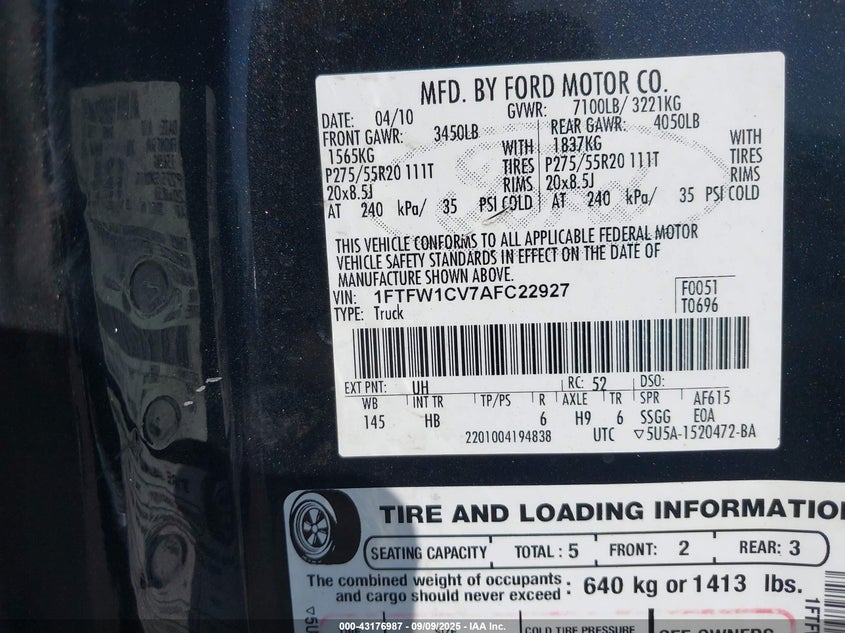 MFD. BY FORD MOTOR CO.
DATE: 04/10 GVWR: 7100LB/ 3221KG
FRONT GAWR: 3450LB REAR GAWR: 4050LB
1565KG WITH 1837KG WITH
P275/55R20 111T TIRES P275/55R20 111T TIRES
20x8.5J RIMS 20x8.5J RIMS
AT 240 kPa/ 35 PSI COLD AT 240 kPa/ 35 PSI COLD
THIS VEHICLE CONFORMS TO ALL APPLICABLE FEDERAL MOTOR
VEHICLE SAFETY STANDARDS IN EFFECT ON THE DATE OF
MANUFACTURE SHOWN ABOVE.
VIN: 1FTFW1CV7AFC22927 F0051
TYPE: Truck T0696
EXT PNT: UH RC: 52 DSO:
WB INT TR TP/PS R AXLE TR SPR AF615
145 HB 6 H9 6 SSGG E0A
2201004194838 UTC ▽5U5A-1520472-BA
TIRE AND LOADING INFORMATIO
SEATING CAPACITY TOTAL : 5 FRONT: 2 REAR: 3
The combined weight of occupants
and cargo should never exceed : 640 kg or 1413 lbs.
COLD TIRE PRESSURE
000-43176987 - 09/09/2025 - IAA Inc.